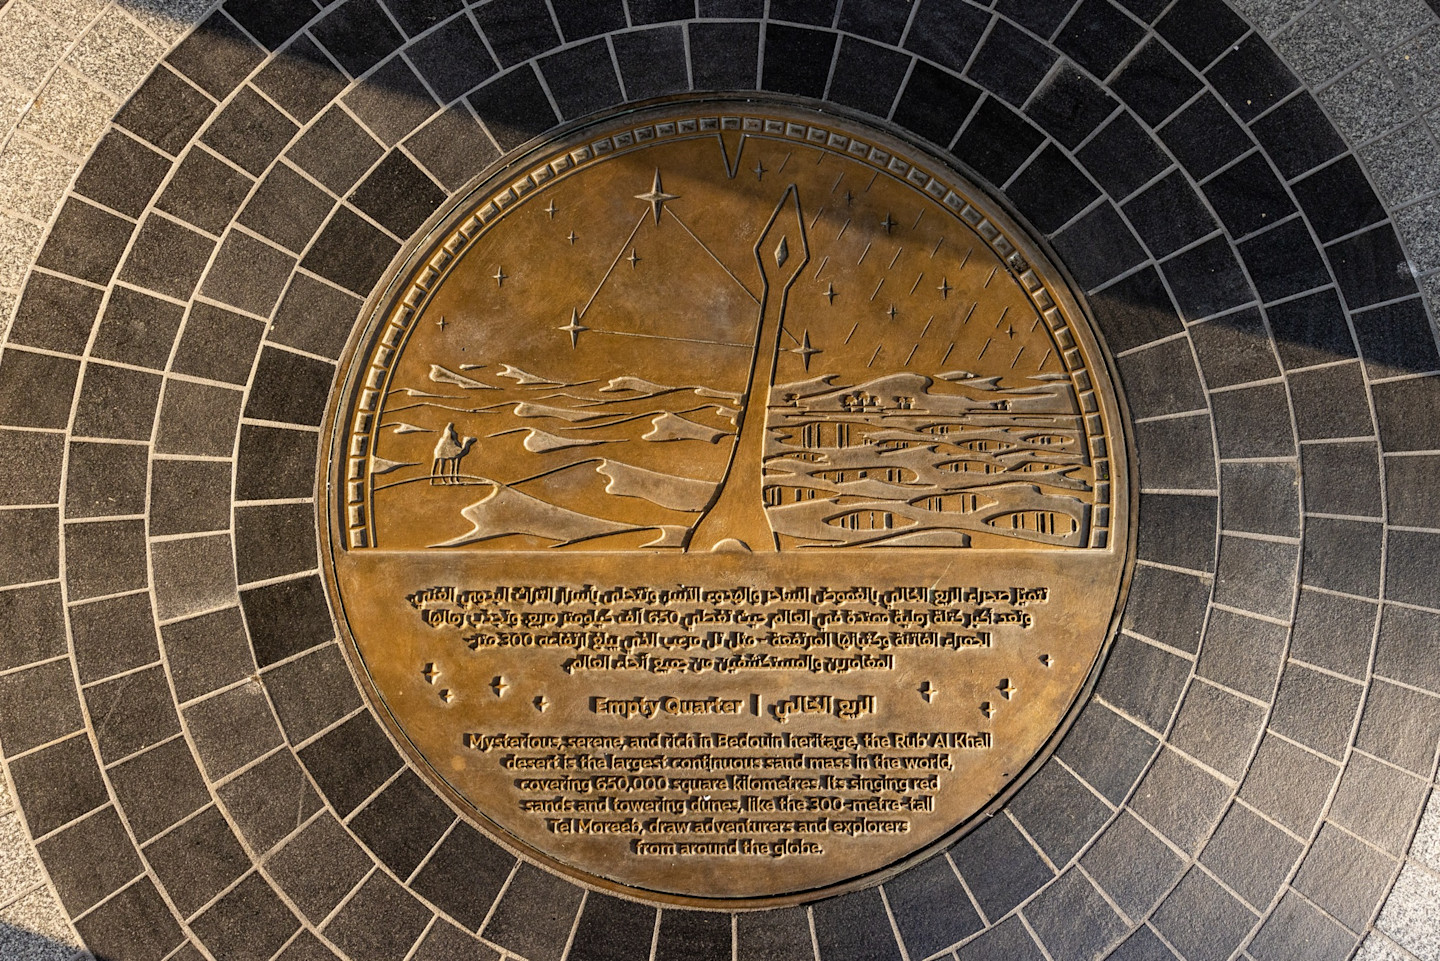 تتميز صحراء الربع الخالي بالغموض الساحر والهدوء الآسر، وتحظى بأسرار التراث البدوي الغني،
وتعد أكبر كتلة رملية ممتدة في العالم حيث تغطي 650 ألف كيلومتر مربع. وتجذب رمالها
الحمراء الفاتنة وكثبانها المرتفعة - مثل تل مرعب الذي يبلغ ارتفاعه 300 متر-
المغامرين والمستكشفين من جميع أنحاء العالم.
Empty Quarter | الربع الخالي
Mysterious, serene, and rich in Bedouin heritage, the Rub' Al Khali
desert is the largest continuous sand mass in the world,
covering 650,000 square kilometres. Its singing red
sands and towering dunes, like the 300-metre-tall
Tel Moreeb, draw adventurers and explorers
from around the globe.